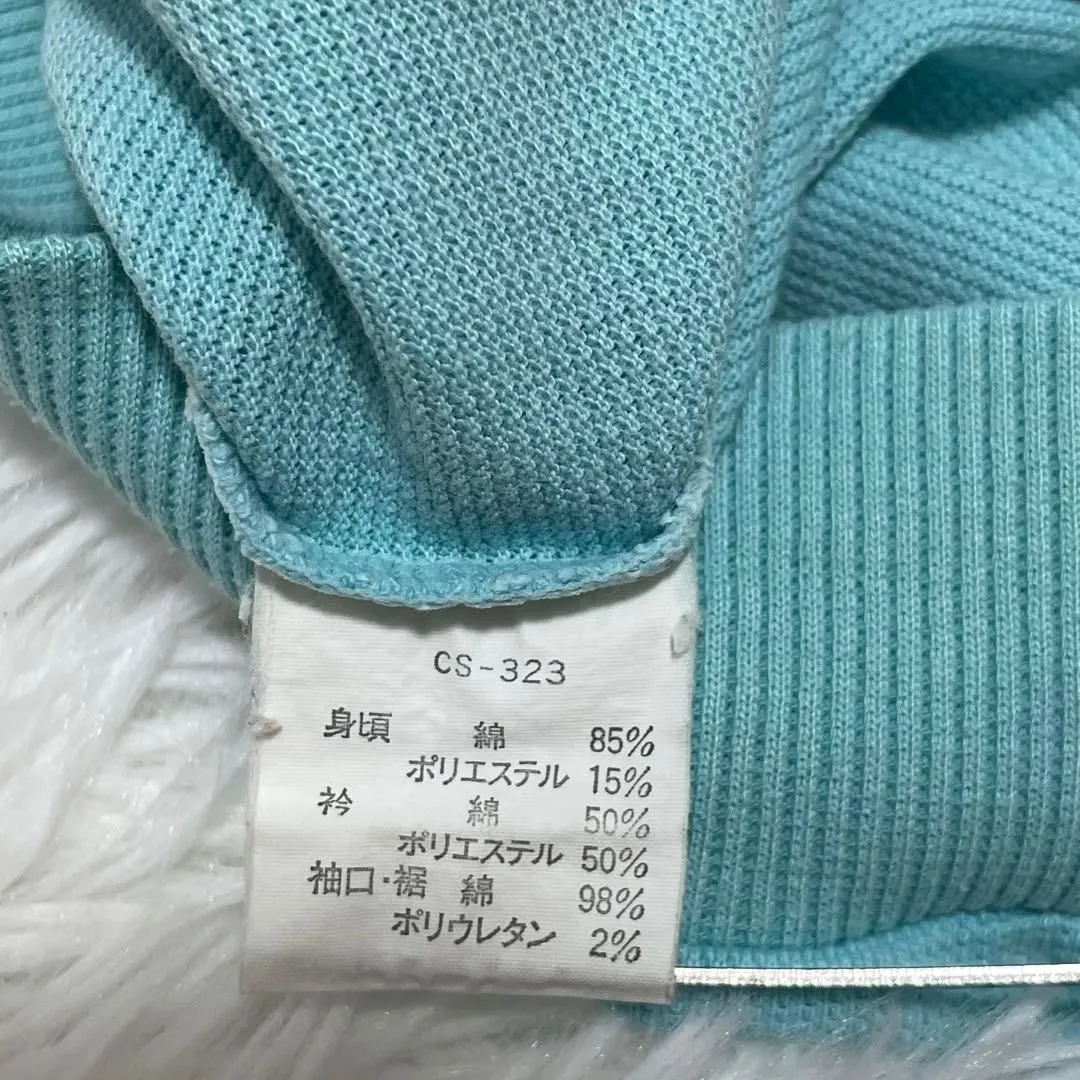 CS-323
身頃 綿 85%
ポリエステル 15%
衿 綿 50%
ポリエステル 50%
袖口・裾 綿 98%
ポリウレタン 2%